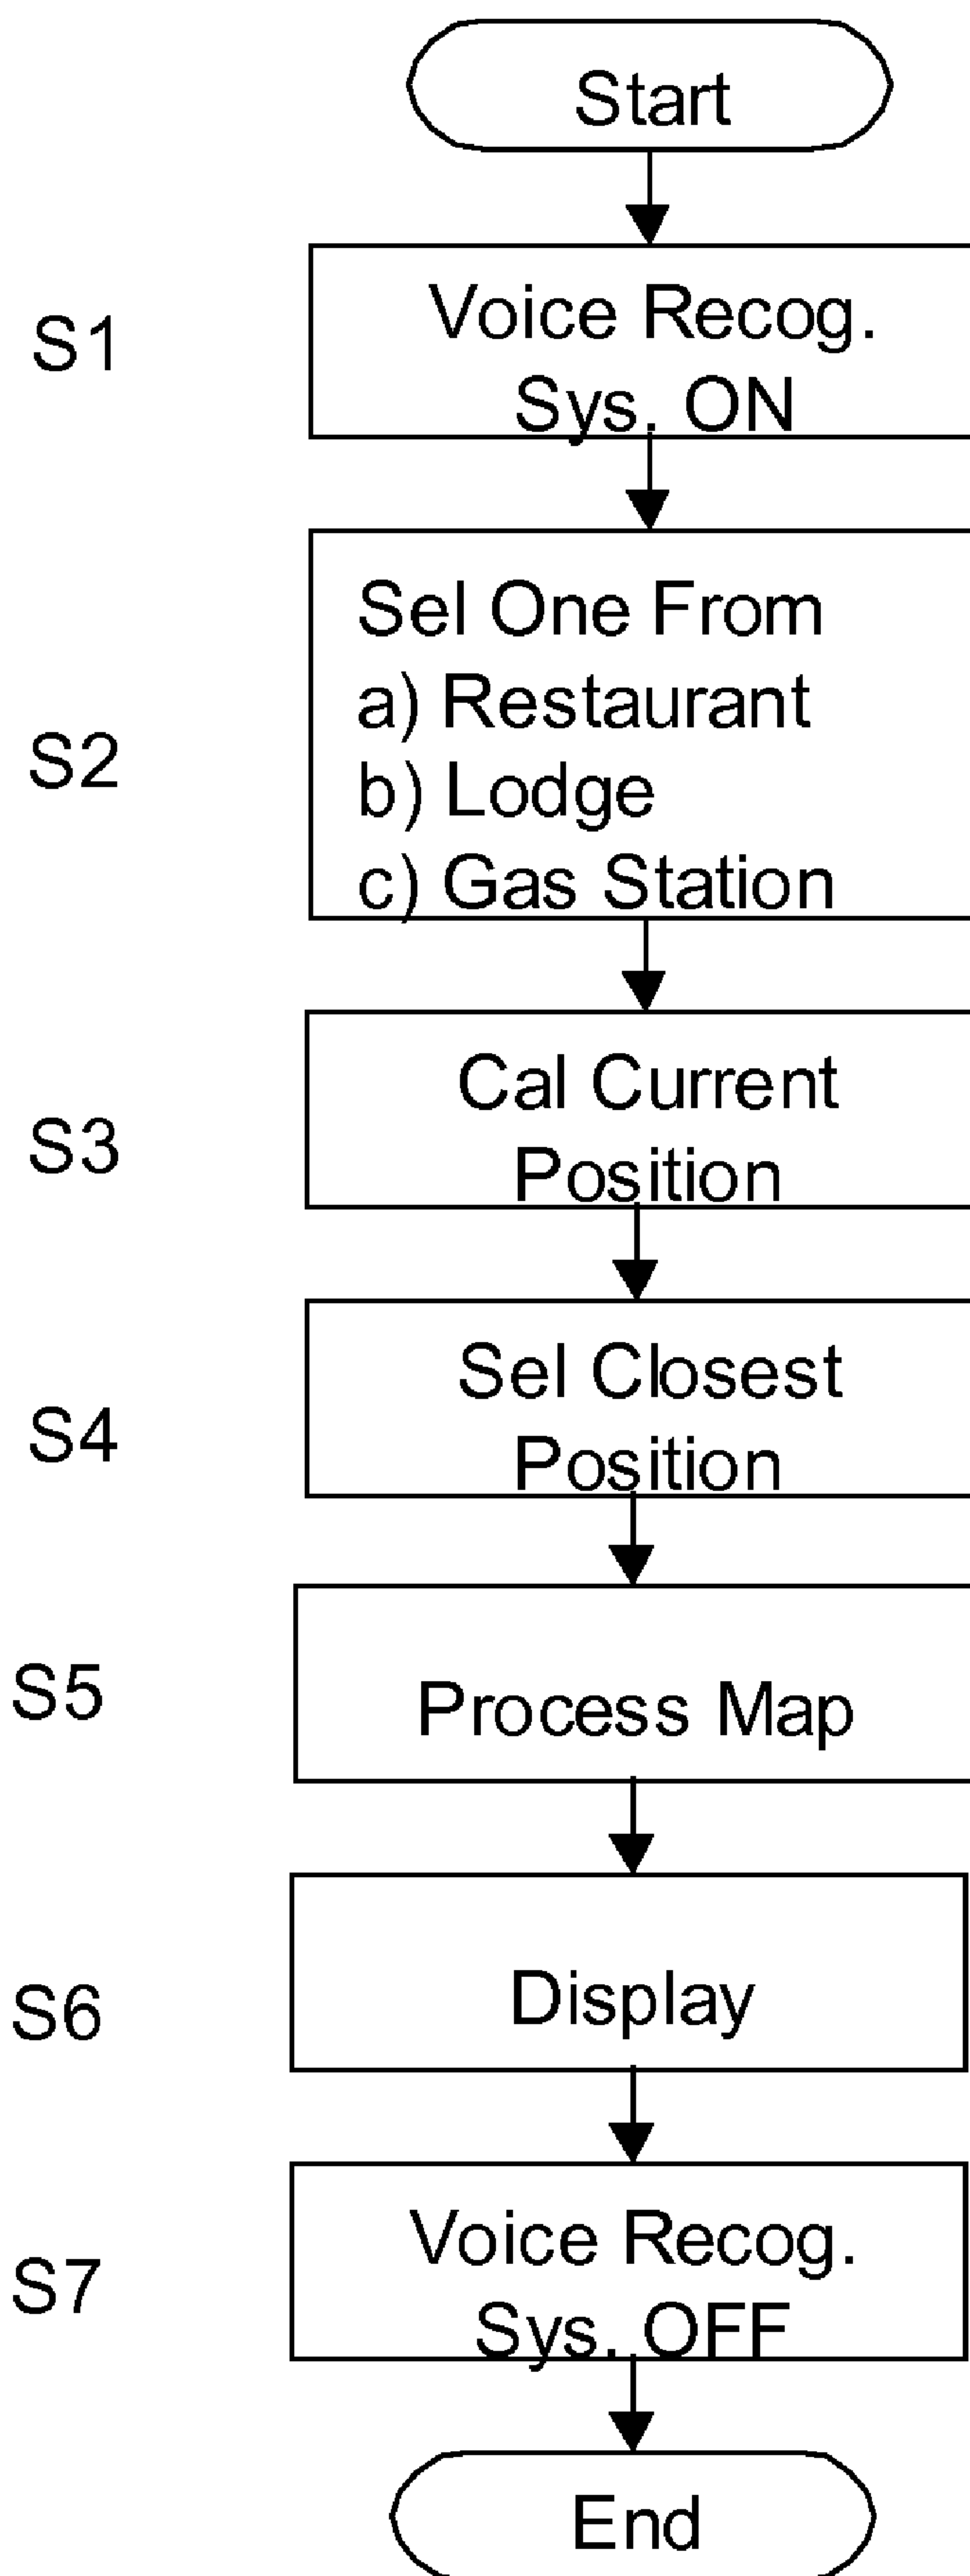 Start
S1
Voice Recog.
Sys. ON
S2
Sel One From
a) Restaurant
b) Lodge
c) Gas Station
S3
Cal Current
Position
S4
Sel Closest
Position
S5
Process Map
S6
Display
S7
Voice Recog.
Sys. OFF
End